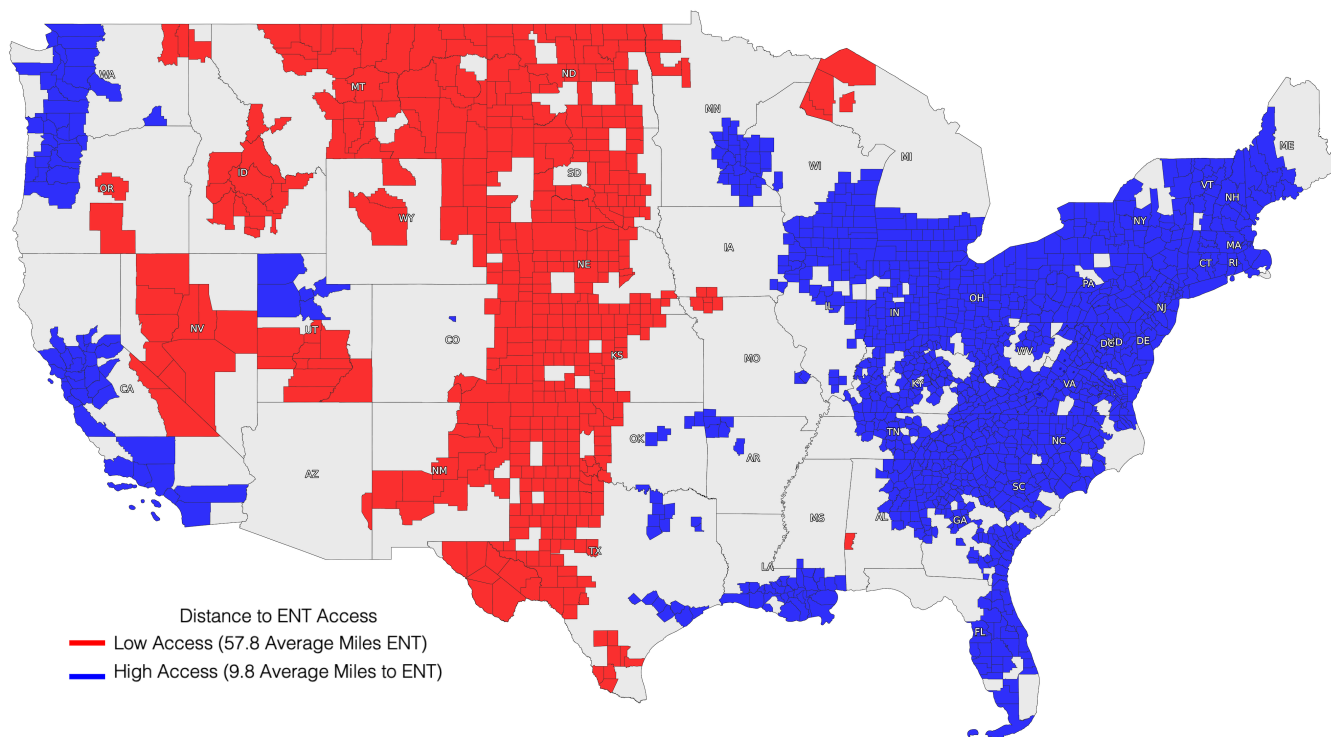 WA
MT
ND
MN
ME
OR
ID
SD
WI
MI
VT
NH
WY
NY
IA
MA
NE
CT
RI
PA
NV
UT
CO
IL
IN
OH
NJ
KS
MO
WV
MD
DE
CA
KY
VA
AZ
NM
OK
AR
TN
NC
SC
TX
MS
AL
GA
LA
FL
Distance to ENT Access
Low Access (57.8 Average Miles ENT)
High Access (9.8 Average Miles to ENT)